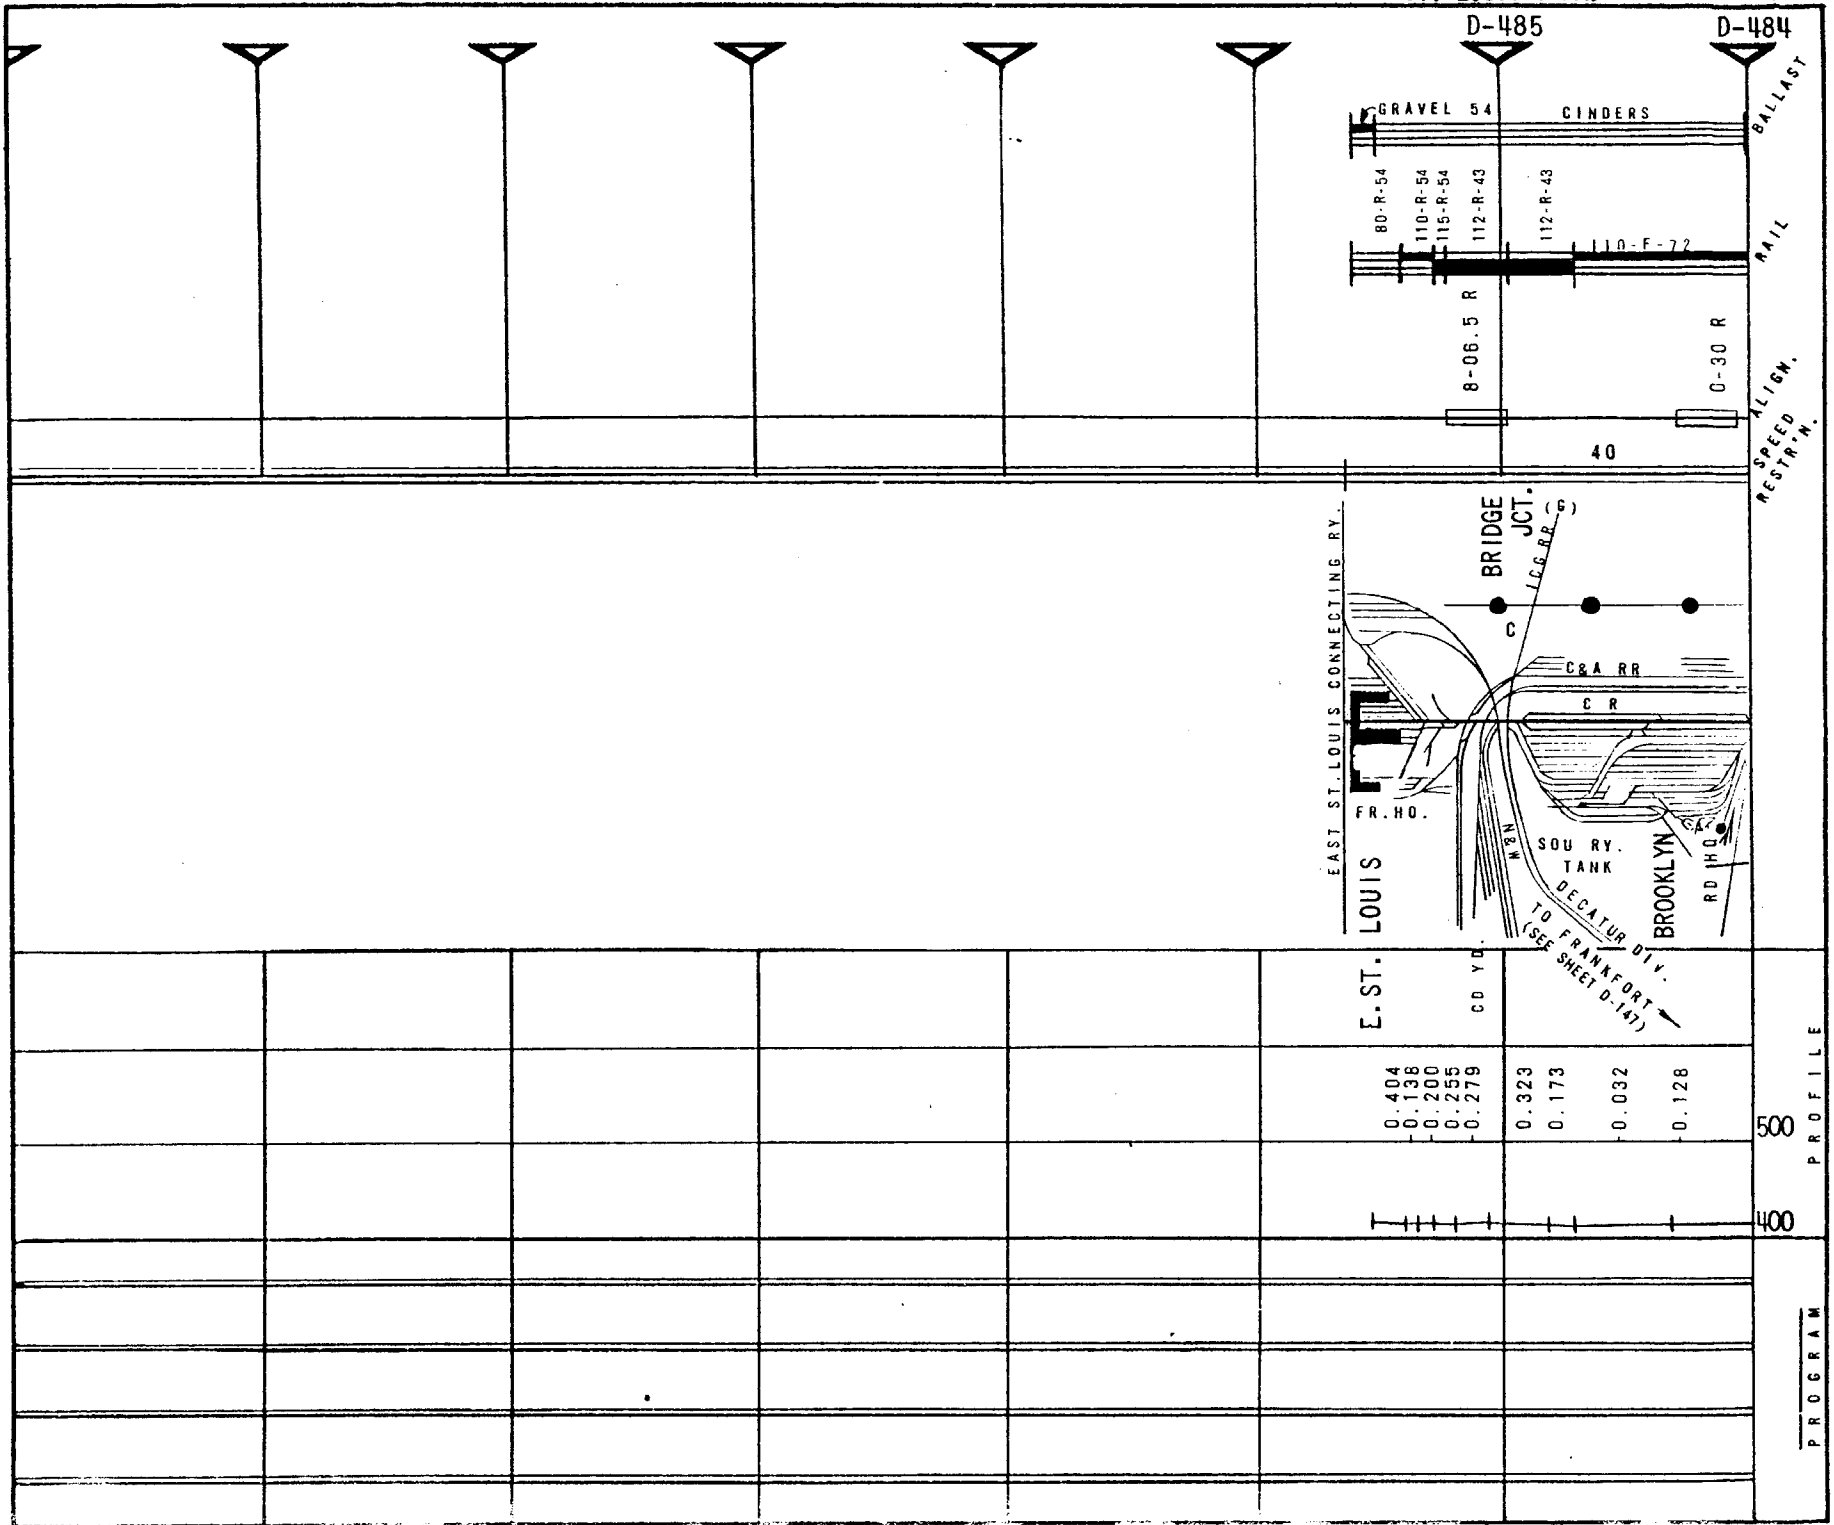 D-485
D-484
GRAVEL 54
CINDERS
BALLAST
80-R-54
110-R-54
115-R-54
112-R-43
112-R-43
110-F-72
RAIL
8-06.5 R
0-30 R
ALIGN.
40
SPEED
RESTR'N.
EAST ST. LOUIS CONNECTING RY.
BRIDGE
JCT.
(G)
ICG RR
C
C&A RR
C R
FR.HO.
N&W
SOU RY.
TANK
BROOKLYN
RD HO
E. ST. LOUIS
CD YD.
DECATUR DIV.
TO FRANKFORT
(SEE SHEET D-147)
0.404
0.138
0.200
0.255
0.279
0.323
0.173
0.032
0.128
500
400
PROFILE
PROGRAM